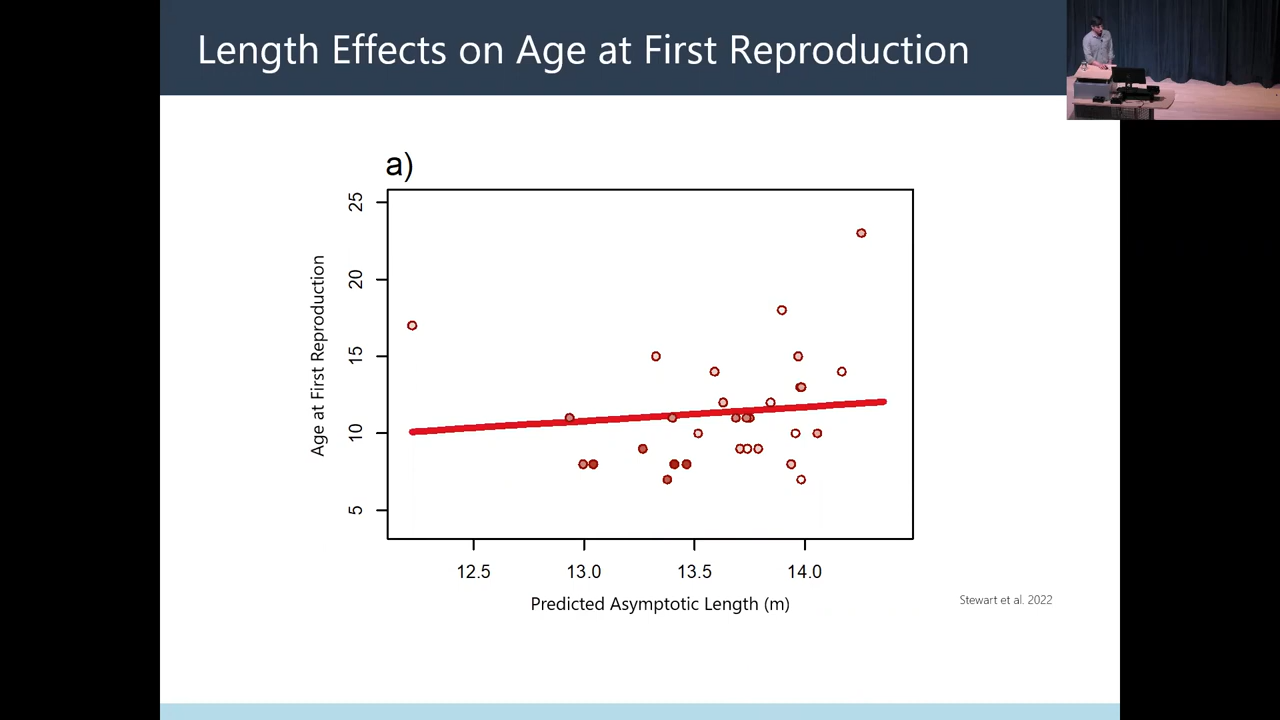 Length Effects on Age at First Reproduction
a)
25
20
15
10
5
Age at First Reproduction
12.5 13.0 13.5 14.0
Predicted Asymptotic Length (m)
Stewart et al. 2022